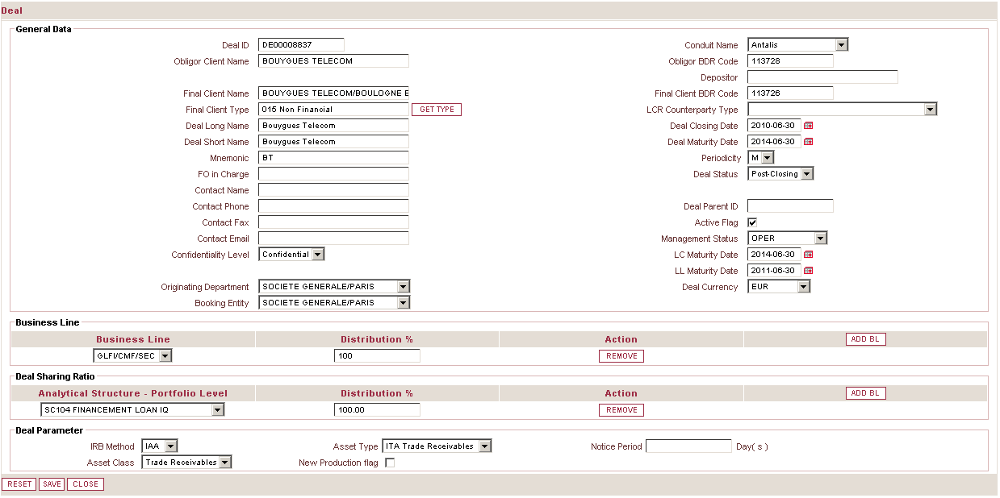 Deal
General Data
Deal ID DE00008837 Conduit Name Antalis
Obligor Client Name BOUYGUES TELECOM Obligor BDR Code 113728
Depositor
Final Client Name BOUYGUES TELECOM/BOULOGNE E Final Client BDR Code 113726
Final Client Type 015 Non Financial GET TYPE LCR Counterparty Type
Deal Long Name Bouygues Telecom Deal Closing Date 2010-06-30
Deal Short Name Bouygues Telecom Deal Maturity Date 2014-06-30
Mnemonic BT Periodicity M
FO in Charge Deal Status Post-Closing
Contact Name
Contact Phone Deal Parent ID
Contact Fax Active Flag
Contact Email Management Status OPER
Confidentiality Level Confidential LC Maturity Date 2014-06-30
LL Maturity Date 2011-06-30
Originating Department SOCIETE GENERALE/PARIS Deal Currency EUR
Booking Entity SOCIETE GENERALE/PARIS
Business Line
Business Line Distribution % Action ADD BL
GLFI/CMF/SEC 100 REMOVE
Deal Sharing Ratio
Analytical Structure - Portfolio Level Distribution % Action ADD BL
SC104 FINANCEMENT LOAN IQ 100.00 REMOVE
Deal Parameter
IRB Method IAA Asset Type ITA Trade Receivables Notice Period Day( s )
Asset Class Trade Receivables New Production flag
RESET SAVE CLOSE